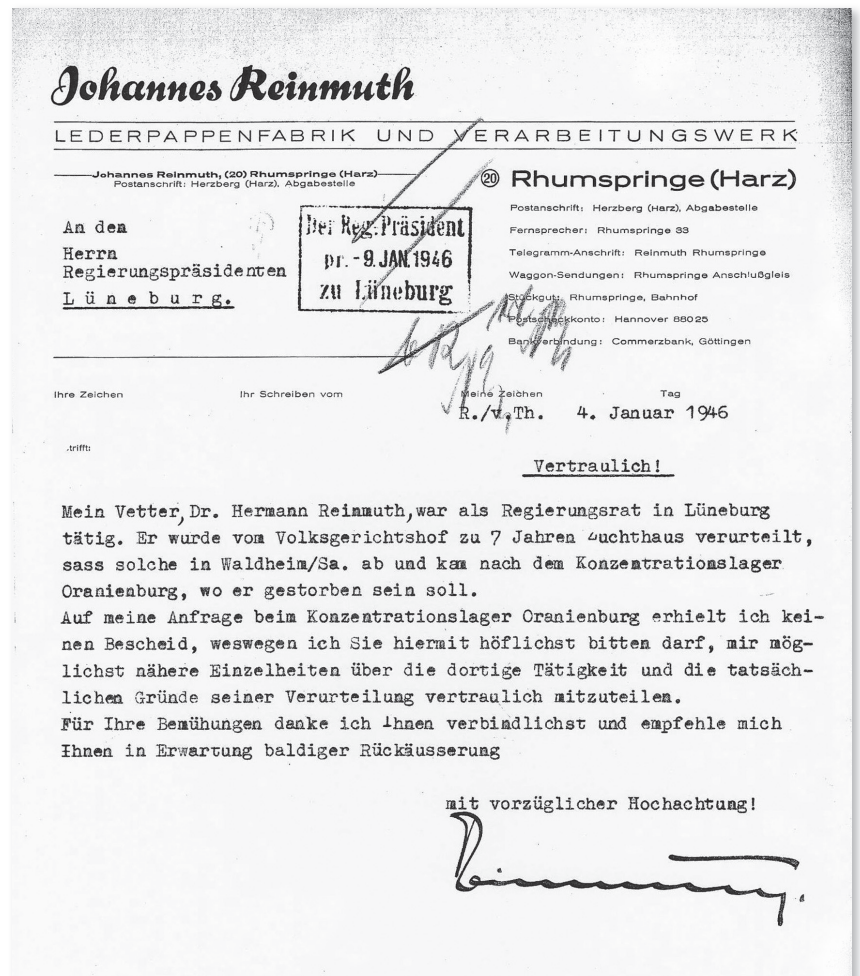 Johannes Reinmuth
LEDERPAPPENFABRIK UND VERARBEITUNGSWERK
Johannes Reinmuth, (20) Rhumspringe (Harz)
Postanschrift: Herzberg (Harz), Abgabestelle
An den
Herrn
Regierungspräsidenten
Lüneburg.
Der Reg.Präsident
pr. -9. JAN. 1946
zu Lüneburg
20 Rhumspringe (Harz)
Postanschrift: Herzberg (Harz), Abgabestelle
Fernsprecher: Rhumspringe 33
Telegramm-Anschrift: Reinmuth Rhumspringe
Waggon-Sendungen: Rhumspringe Anschlußgleis
Stückgut: Rhumspringe, Bahnhof
Postscheckkonto: Hannover 88025
Bankverbindung: Commerzbank, Göttingen
Ihre Zeichen Ihr Schreiben vom Meine Zeichen Tag
R./v.Th. 4. Januar 1946
.trifft:
Vertraulich!
Mein Vetter, Dr. Hermann Reinmuth, war als Regierungsrat in Lüneburg
tätig. Er wurde vom Volksgerichtshof zu 7 Jahren Zuchthaus verurteilt,
sass solche in Waldheim/Sa. ab und kam nach dem Konzentrationslager
Oranienburg, wo er gestorben sein soll.
Auf meine Anfrage beim Konzentrationslager Oranienburg erhielt ich kei-
nen Bescheid, weswegen ich Sie hiermit höflichst bitten darf, mir mög-
lichst nähere Einzelheiten über die dortige Tätigkeit und die tatsäch-
lichen Gründe seiner Verurteilung vertraulich mitzuteilen.
Für Ihre Bemühungen danke ich Ihnen verbindlichst und empfehle mich
Ihnen in Erwartung baldiger Rückäusserung
mit vorzüglicher Hochachtung!
Reinmuth.